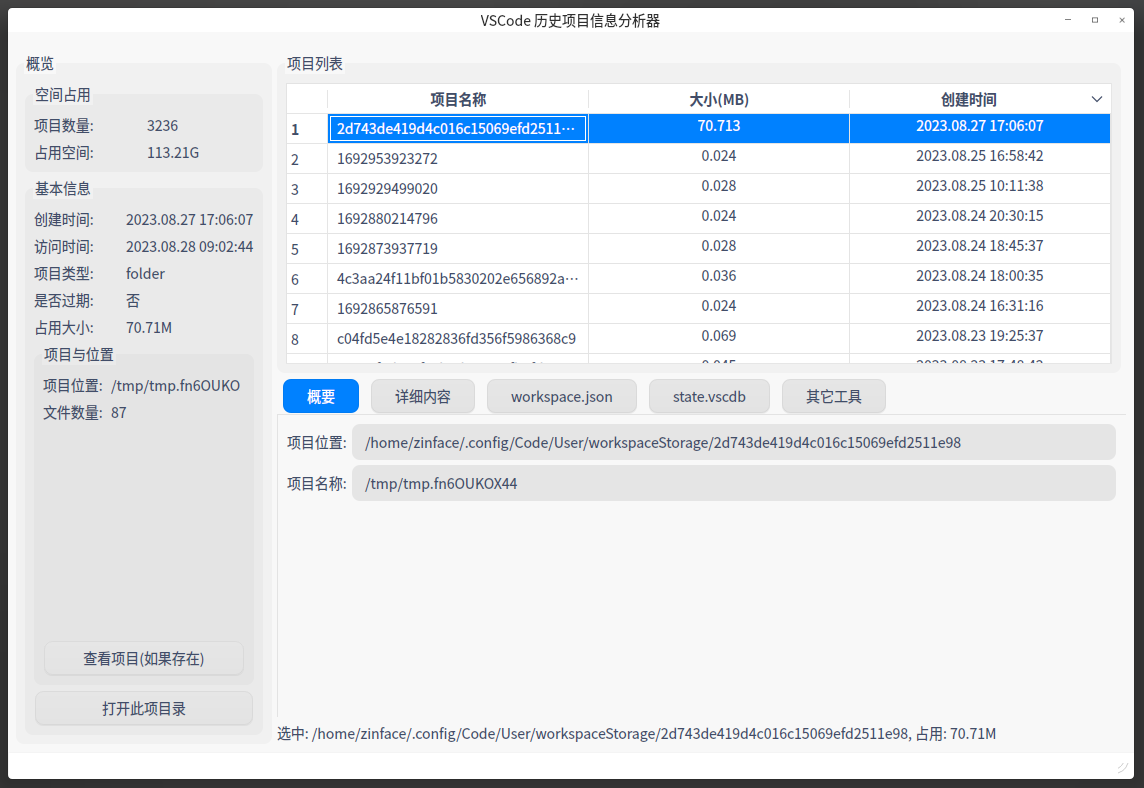 VSCode 历史项目信息分析器
概览
空间占用
项目数量: 3236
占用空间: 113.21G
基本信息
创建时间: 2023.08.27 17:06:07
访问时间: 2023.08.28 09:02:44
项目类型: folder
是否过期: 否
占用大小: 70.71M
项目与位置
项目位置: /tmp/tmp.fn6OUKO
文件数量: 87
查看项目(如果存在)
打开此项目录
项目列表
项目名称 大小(MB) 创建时间
1 2d743de419d4c016c15069efd2511··· 70.713 2023.08.27 17:06:07
2 1692953923272 0.024 2023.08.25 16:58:42
3 1692929499020 0.028 2023.08.25 10:11:38
4 1692880214796 0.024 2023.08.24 20:30:15
5 1692873937719 0.028 2023.08.24 18:45:37
6 4c3aa24f11bf01b5830202e656892a··· 0.036 2023.08.24 18:00:35
7 1692865876591 0.024 2023.08.24 16:31:16
8 c04fd5e4e18282836fd356f5986368c9 0.069 2023.08.23 19:25:37
概要 详细内容 workspace.json state.vscdb 其它工具
项目位置: /home/zinface/.config/Code/User/workspaceStorage/2d743de419d4c016c15069efd2511e98
项目名称: /tmp/tmp.fn6OUKOX44
选中: /home/zinface/.config/Code/User/workspaceStorage/2d743de419d4c016c15069efd2511e98, 占用: 70.71M